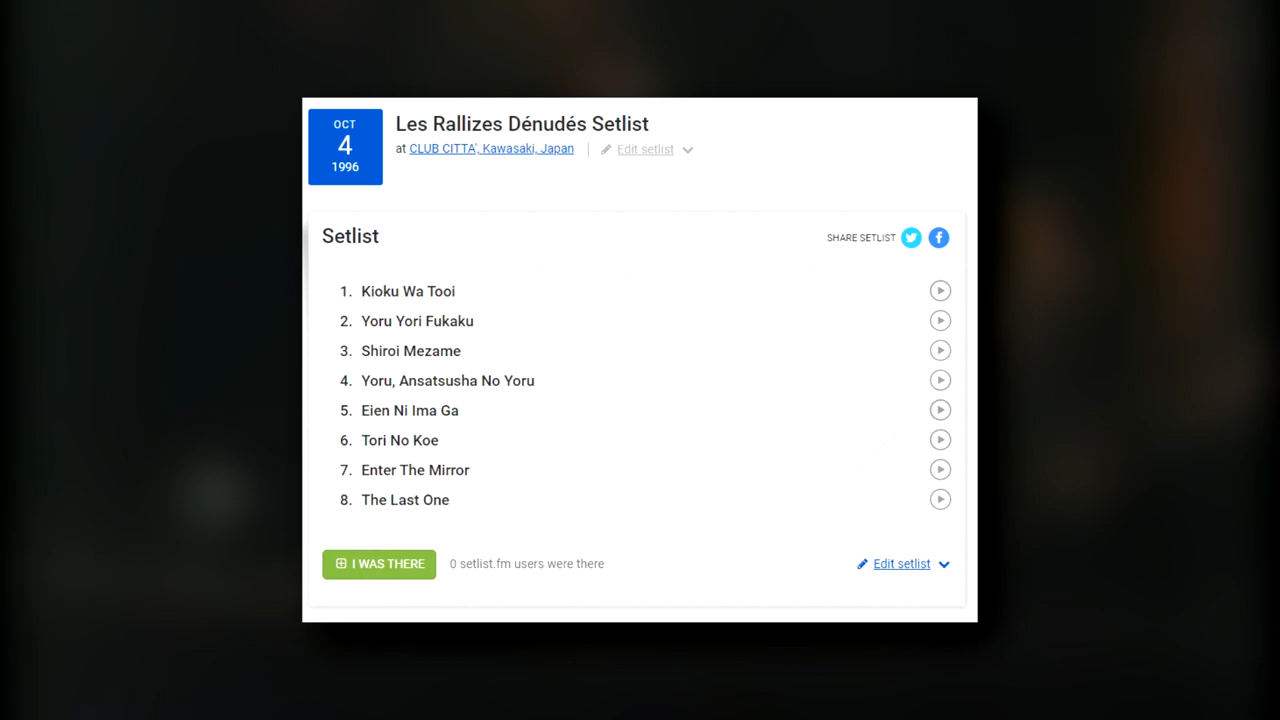 OCT
4
1996
Les Rallizes Dénudés Setlist
at CLUB CITTA', Kawasaki, Japan
Edit setlist
Setlist
SHARE SETLIST
1. Kioku Wa Tooi
2. Yoru Yori Fukaku
3. Shiroi Mezame
4. Yoru, Ansatsusha No Yoru
5. Eien Ni Ima Ga
6. Tori No Koe
7. Enter The Mirror
8. The Last One
I WAS THERE
0 setlist.fm users were there
Edit setlist